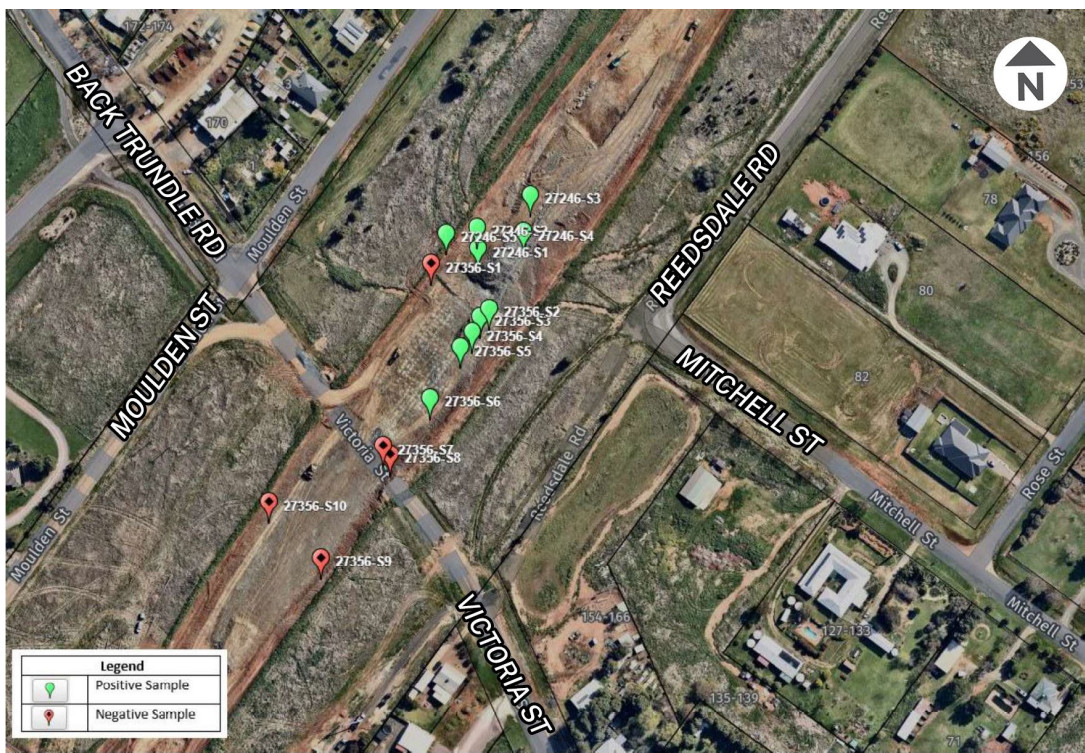 172-174
BACK TRUNDLE RD
170
3
1
Moulden St
MOULDEN ST
Moulden St
N
156
78
80
82
REEDSDALE RD
MITCHELL ST
Rose St
Mitchell St
Mitchell St
27246-S3
27246-S2
27246-S5
27246-S4
27246-S1
27356-S1
27356-S2
27356-S3
27356-S4
27356-S5
27356-S6
Victoria St
27356-S7
27356-S8
27356-S10
27356-S9
Reedsdale Rd
VICTORIA ST
154-166
127-133
135-139
71
Legend
Positive Sample
Negative Sample